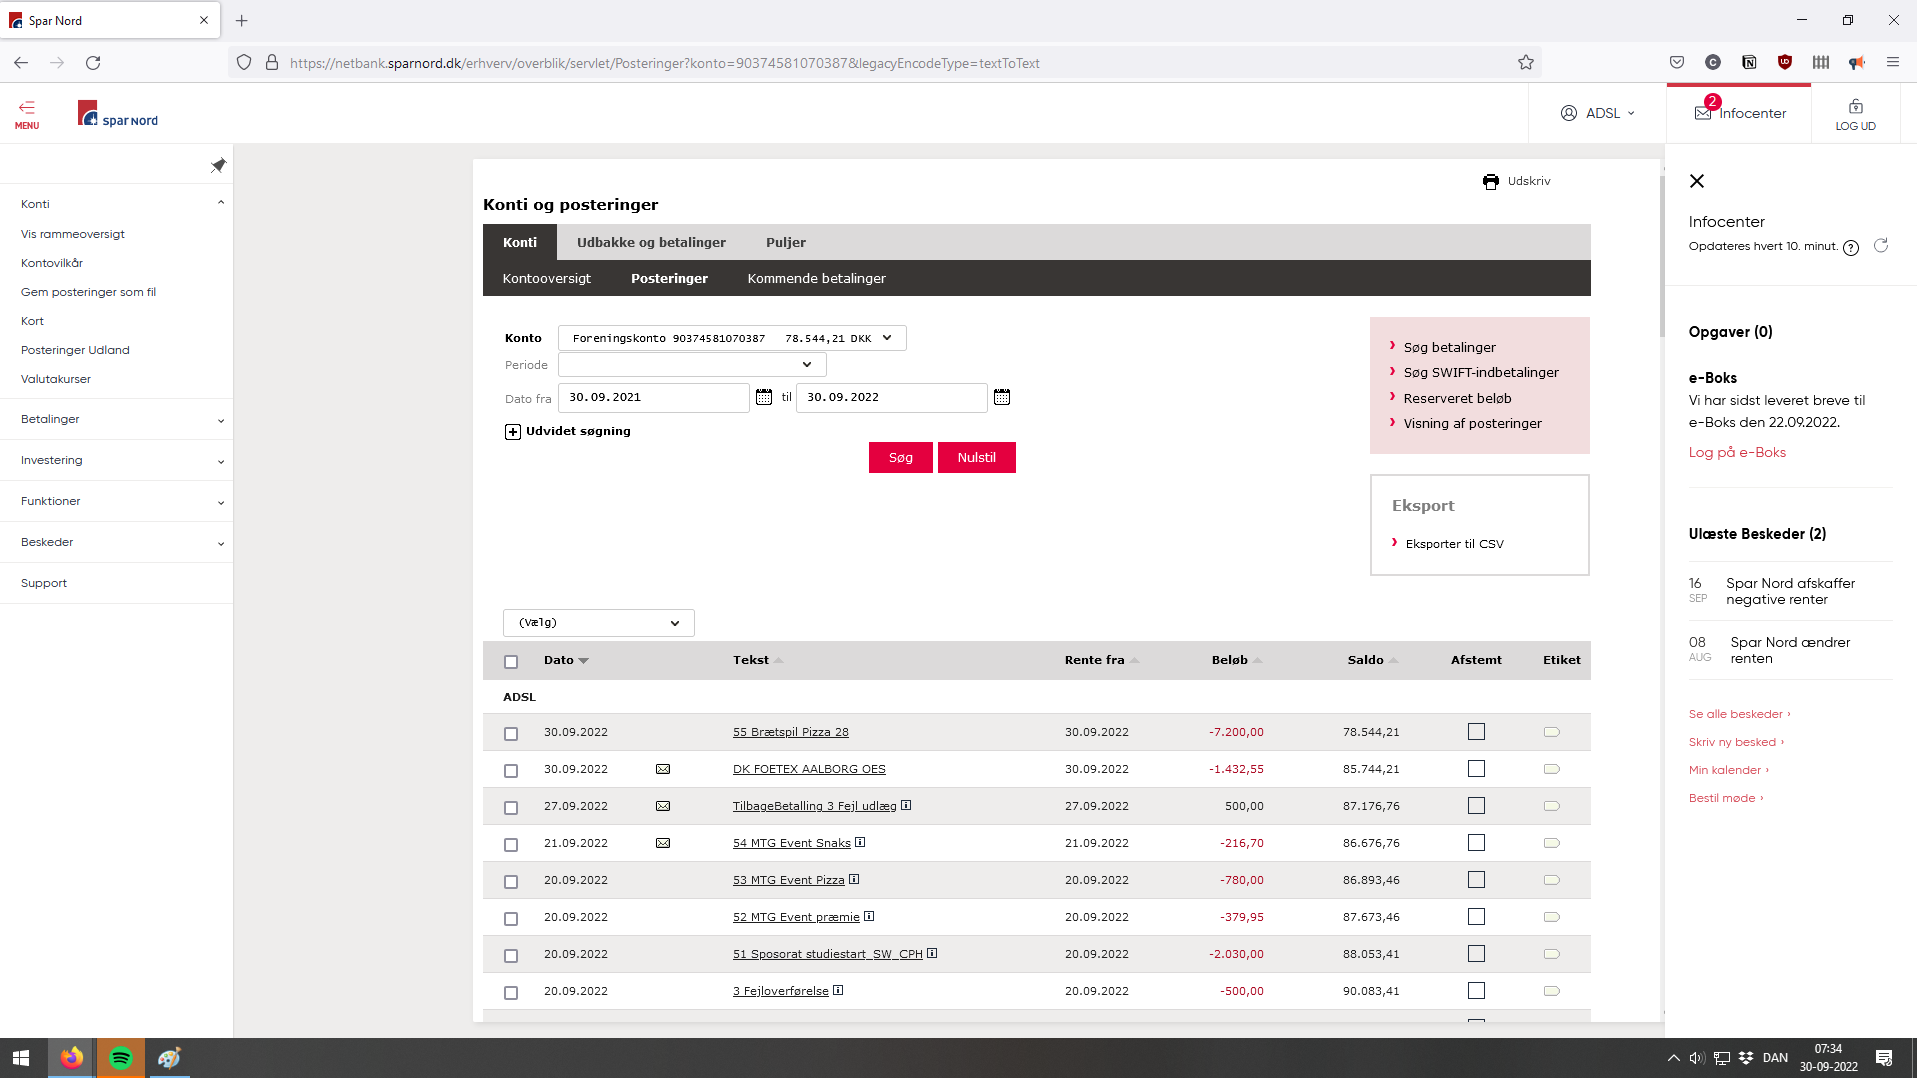 Spar Nord
https://netbank.sparnord.dk/erhverv/overblik/servlet/Posteringer?konto=90374581070387&legacyEncodeType=textToText
MENU
spar nord
ADSL
2
Infocenter
LOG UD
Konti
Vis rammeoversigt
Kontovilkår
Gem posteringer som fil
Kort
Posteringer Udland
Valutakurser
Betalinger
Investering
Funktioner
Beskeder
Support
Udskriv
Konti og posteringer
Konti Udbakke og betalinger Puljer
Kontooversigt Posteringer Kommende betalinger
Konto Foreningskonto 90374581070387 78.544,21 DKK
Periode
Dato fra 30.09.2021 til 30.09.2022
Udvidet søgning
Søg Nulstil
Søg betalinger
Søg SWIFT-indbetalinger
Reserveret beløb
Visning af posteringer
Eksport
Eksporter til CSV
(Vælg)
Dato Tekst Rente fra Beløb Saldo Afstemt Etiket
ADSL
30.09.2022 55 Brætspil Pizza 28 30.09.2022 -7.200,00 78.544,21
30.09.2022 DK FOETEX AALBORG OES 30.09.2022 -1.432,55 85.744,21
27.09.2022 TilbageBetalling 3 Fejl udlæg 27.09.2022 500,00 87.176,76
21.09.2022 54 MTG Event Snaks 21.09.2022 -216,70 86.676,76
20.09.2022 53 MTG Event Pizza 20.09.2022 -780,00 86.893,46
20.09.2022 52 MTG Event præmie 20.09.2022 -379,95 87.673,46
20.09.2022 51 Sposorat studiestart_SW_CPH 20.09.2022 -2.030,00 88.053,41
20.09.2022 3 Fejloverførelse 20.09.2022 -500,00 90.083,41
Infocenter
Opdateres hvert 10. minut. ?
Opgaver (0)
e-Boks
Vi har sidst leveret breve til
e-Boks den 22.09.2022.
Log på e-Boks
Ulæste Beskeder (2)
16 SEP Spar Nord afskaffer
negative renter
08 AUG Spar Nord ændrer
renten
Se alle beskeder ›
Skriv ny besked ›
Min kalender ›
Bestil møde ›
DAN
07:34
30-09-2022